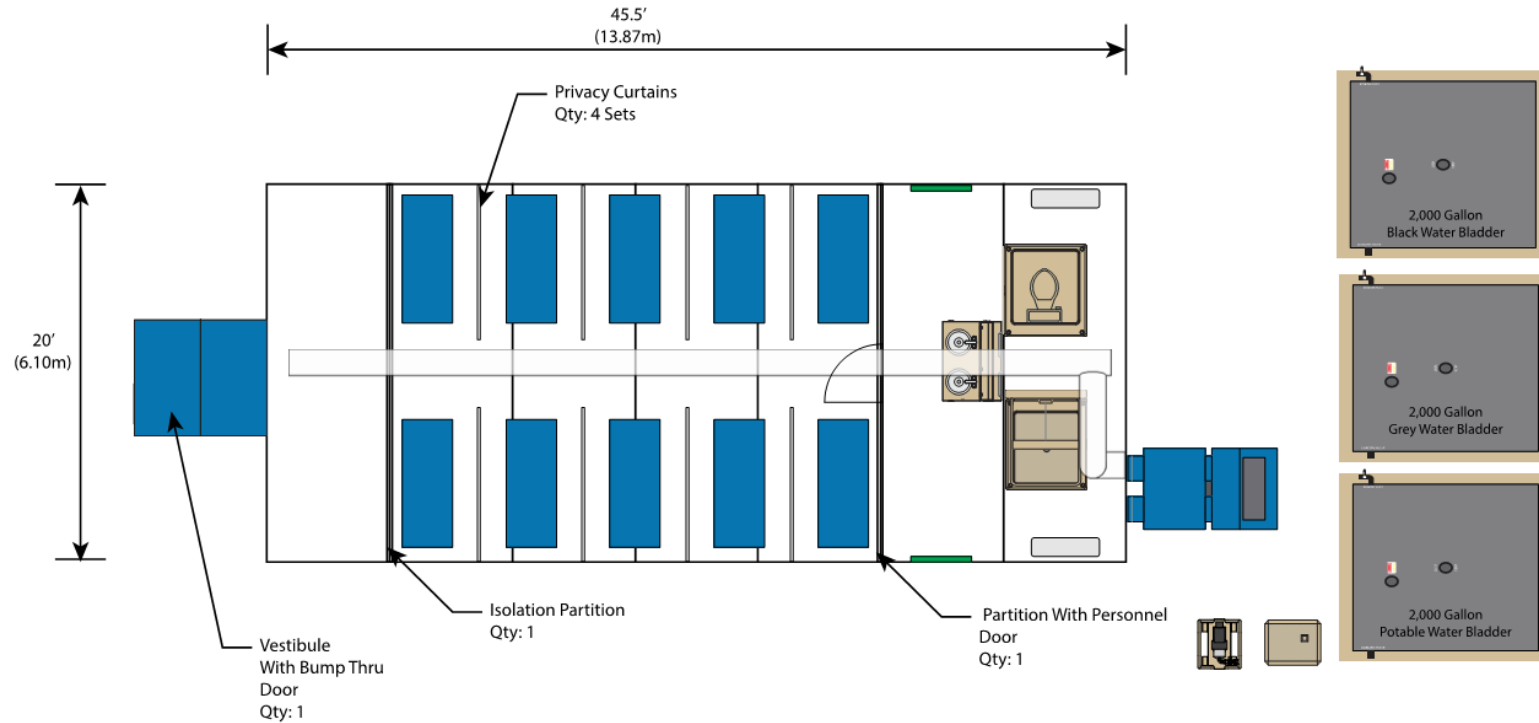 45.5’
(13.87m)
Privacy Curtains
Qty: 4 Sets
20’
(6.10m)
Isolation Partition
Qty: 1
Partition With Personnel
Door
Qty: 1
Vestibule
With Bump Thru
Door
Qty: 1
2,000 Gallon
Black Water Bladder
2,000 Gallon
Grey Water Bladder
2,000 Gallon
Potable Water Bladder